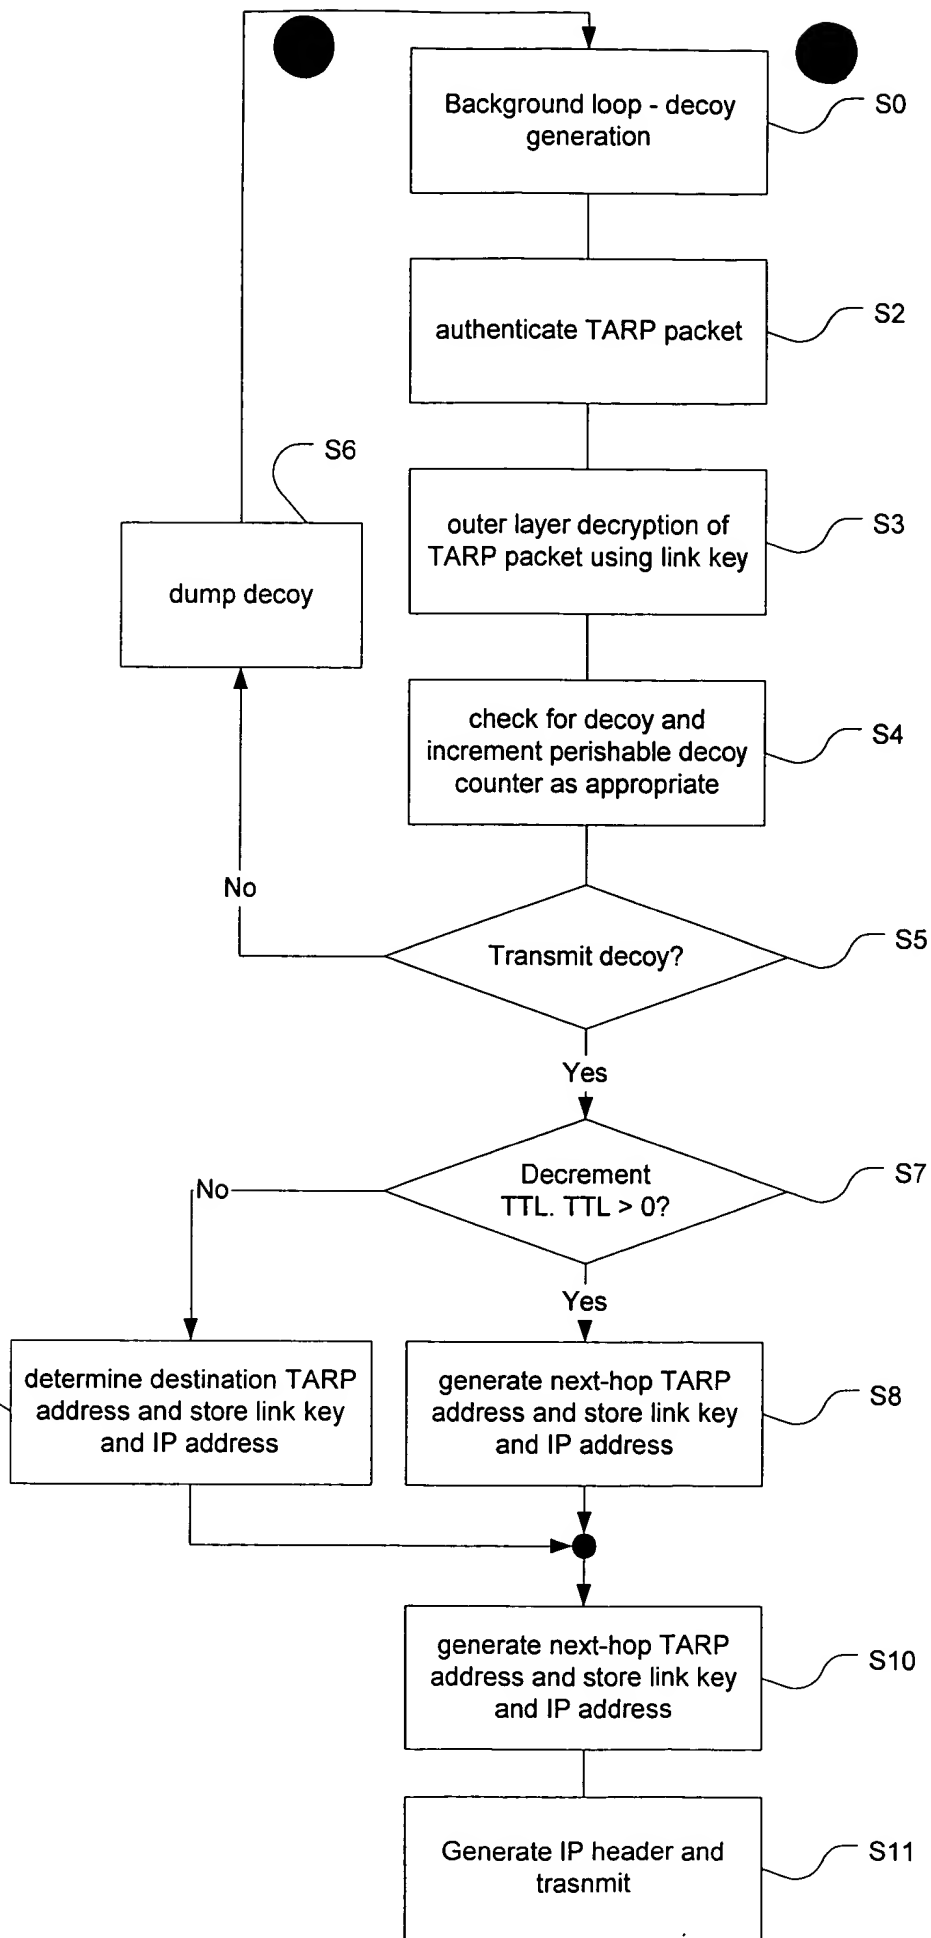 Background loop - decoy
generation
S0
authenticate TARP packet
S2
S6
outer layer decryption of
TARP packet using link key
S3
dump decoy
check for decoy and
increment perishable decoy
counter as appropriate
S4
No
Transmit decoy?
S5
Yes
Decrement
TTL. TTL > 0?
S7
No
Yes
determine destination TARP
address and store link key
and IP address
generate next-hop TARP
address and store link key
and IP address
S8
generate next-hop TARP
address and store link key
and IP address
S10
Generate IP header and
trasnmit
S11